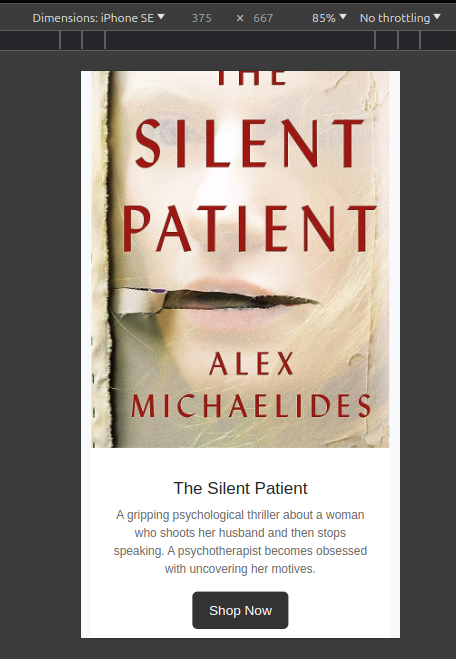 Dimensions: iPhone SE 375 × 667 85% No throttling
THE
SILENT
PATIENT
ALEX
MICHAELIDES
The Silent Patient
A gripping psychological thriller about a woman
who shoots her husband and then stops
speaking. A psychotherapist becomes obsessed
with uncovering her motives.
Shop Now